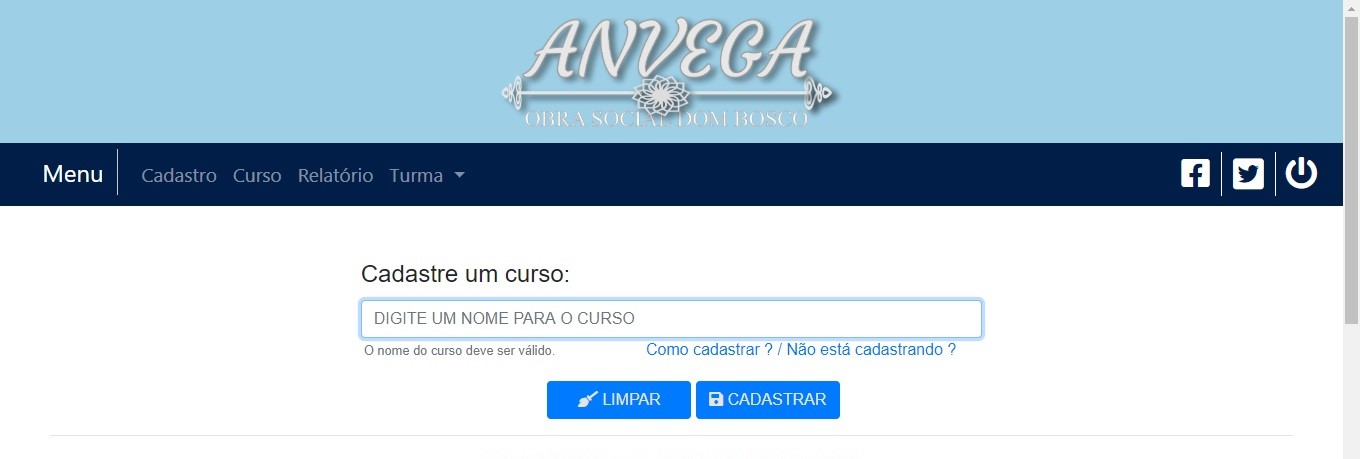 ANVEGA
OBRA SOCIAL DOM BOSCO
Menu Cadastro Curso Relatório Turma
Cadastre um curso:
DIGITE UM NOME PARA O CURSO
O nome do curso deve ser válido. Como cadastrar ? / Não está cadastrando ?
LIMPAR CADASTRAR